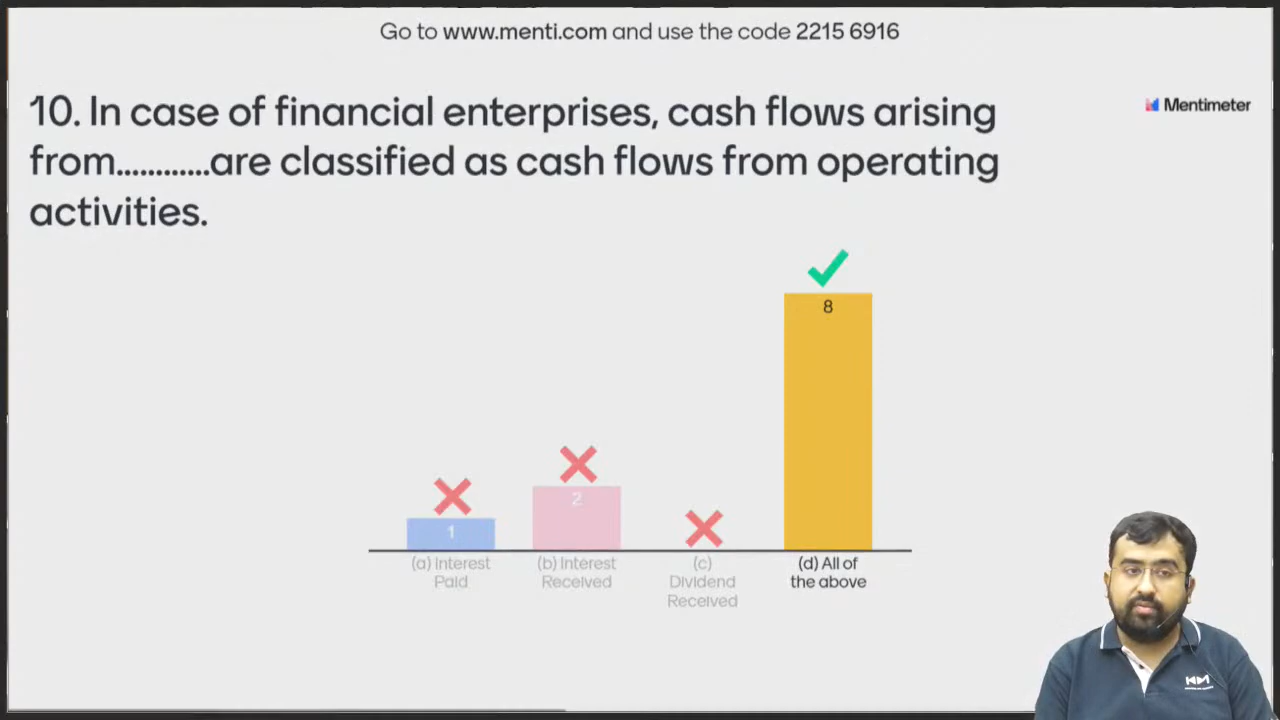 Go to www.menti.com and use the code 2215 6916
10. In case of financial enterprises, cash flows arising
from............are classified as cash flows from operating
activities.
Mentimeter
8
2
1
(a) Interest
Paid
(b) Interest
Received
(c)
Dividend
Received
(d) All of
the above